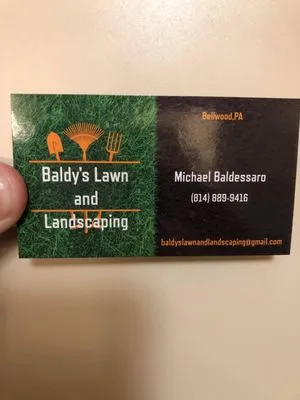 Baldy's Lawn
and
Landscaping
Bellwood,PA
Michael Baldessaro
(814) 889-9416
baldyslawnandlandscaping@gmail.com